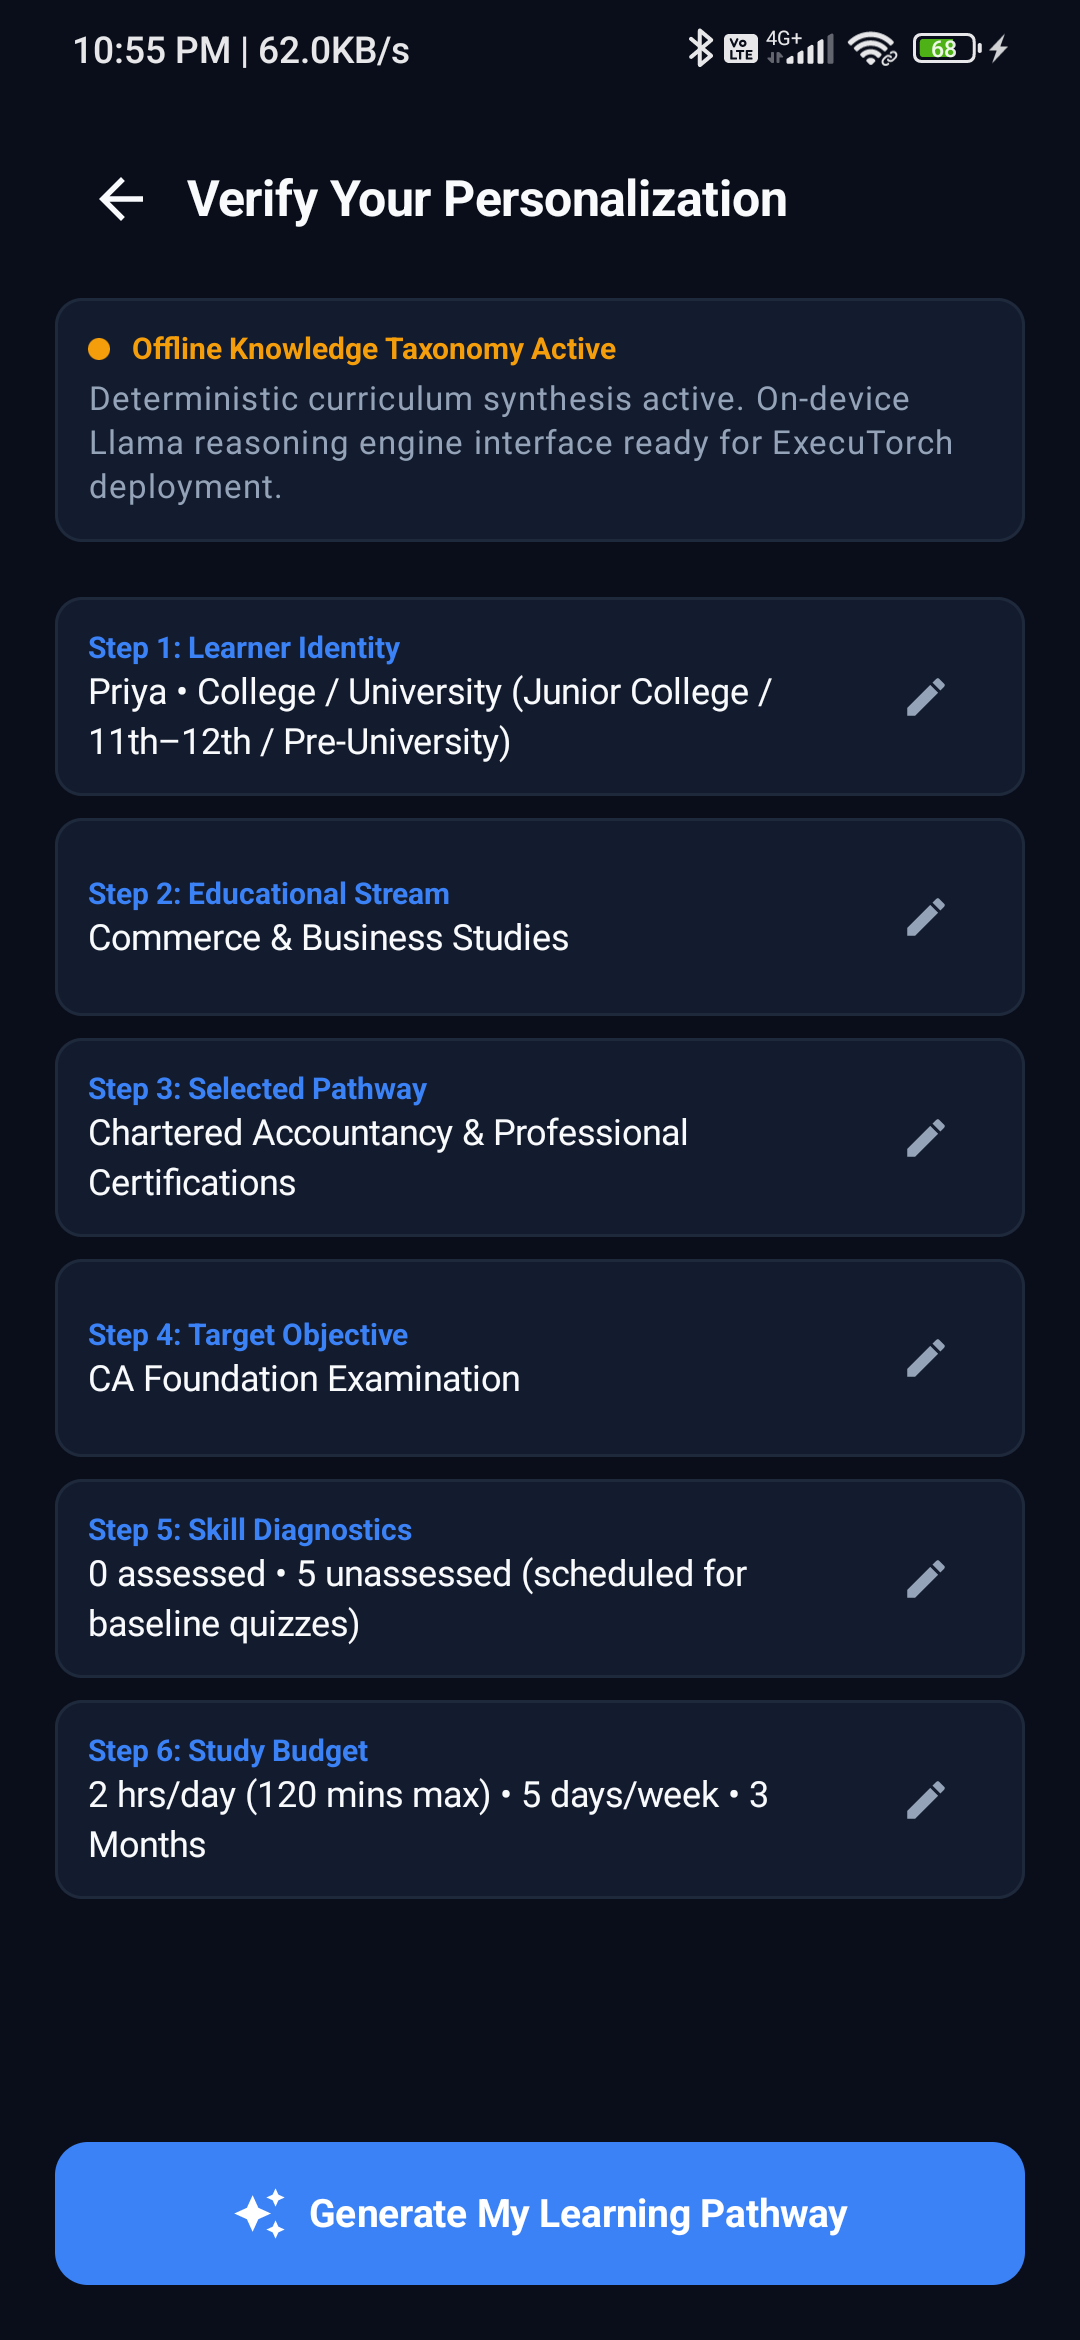 10:55 PM | 62.0KB/s
Vo LTE 4G+ 68
Verify Your Personalization
Offline Knowledge Taxonomy Active
Deterministic curriculum synthesis active. On-device
Llama reasoning engine interface ready for ExecuTorch
deployment.
Step 1: Learner Identity
Priya • College / University (Junior College /
11th–12th / Pre-University)
Step 2: Educational Stream
Commerce & Business Studies
Step 3: Selected Pathway
Chartered Accountancy & Professional
Certifications
Step 4: Target Objective
CA Foundation Examination
Step 5: Skill Diagnostics
0 assessed • 5 unassessed (scheduled for
baseline quizzes)
Step 6: Study Budget
2 hrs/day (120 mins max) • 5 days/week • 3
Months
Generate My Learning Pathway